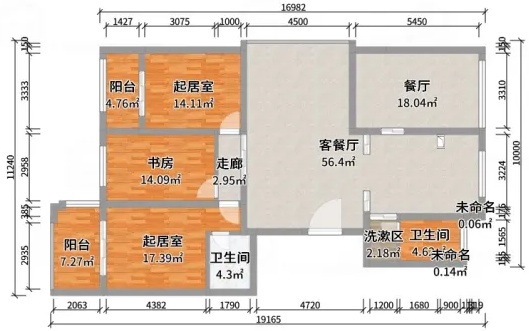 16982
1427 3075 1000 4500 5450
150 150
阳台 起居室 餐厅
4.76㎡ 14.11㎡ 18.04㎡
3333 3310
书房 走廊 客餐厅
14.09㎡ 2.95㎡ 56.4㎡
11240 2958 3224 10000
未命名
0.06㎡
385
阳台 起居室 卫生间 洗漱区 卫生间
7.27㎡ 17.39㎡ 4.3㎡ 2.18㎡ 4.63㎡
未命名
0.14㎡
2935 1565
2063 4382 1790 4720 1200 1680 900
19165